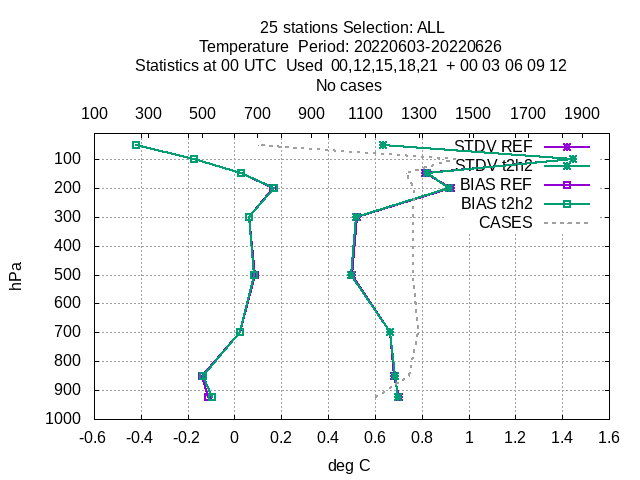 25 stations Selection: ALL
Temperature  Period: 20220603-20220626
Statistics at 00 UTC  Used  00,12,15,18,21  + 00 03 06 09 12
No cases
100 300 500 700 900 1100 1300 1500 1700 1900
STDV REF
STDV t2h2
BIAS REF
BIAS t2h2
CASES
100
200
300
400
500
600
700
800
900
1000
hPa
-0.6 -0.4 -0.2 0 0.2 0.4 0.6 0.8 1 1.2 1.4 1.6
deg C